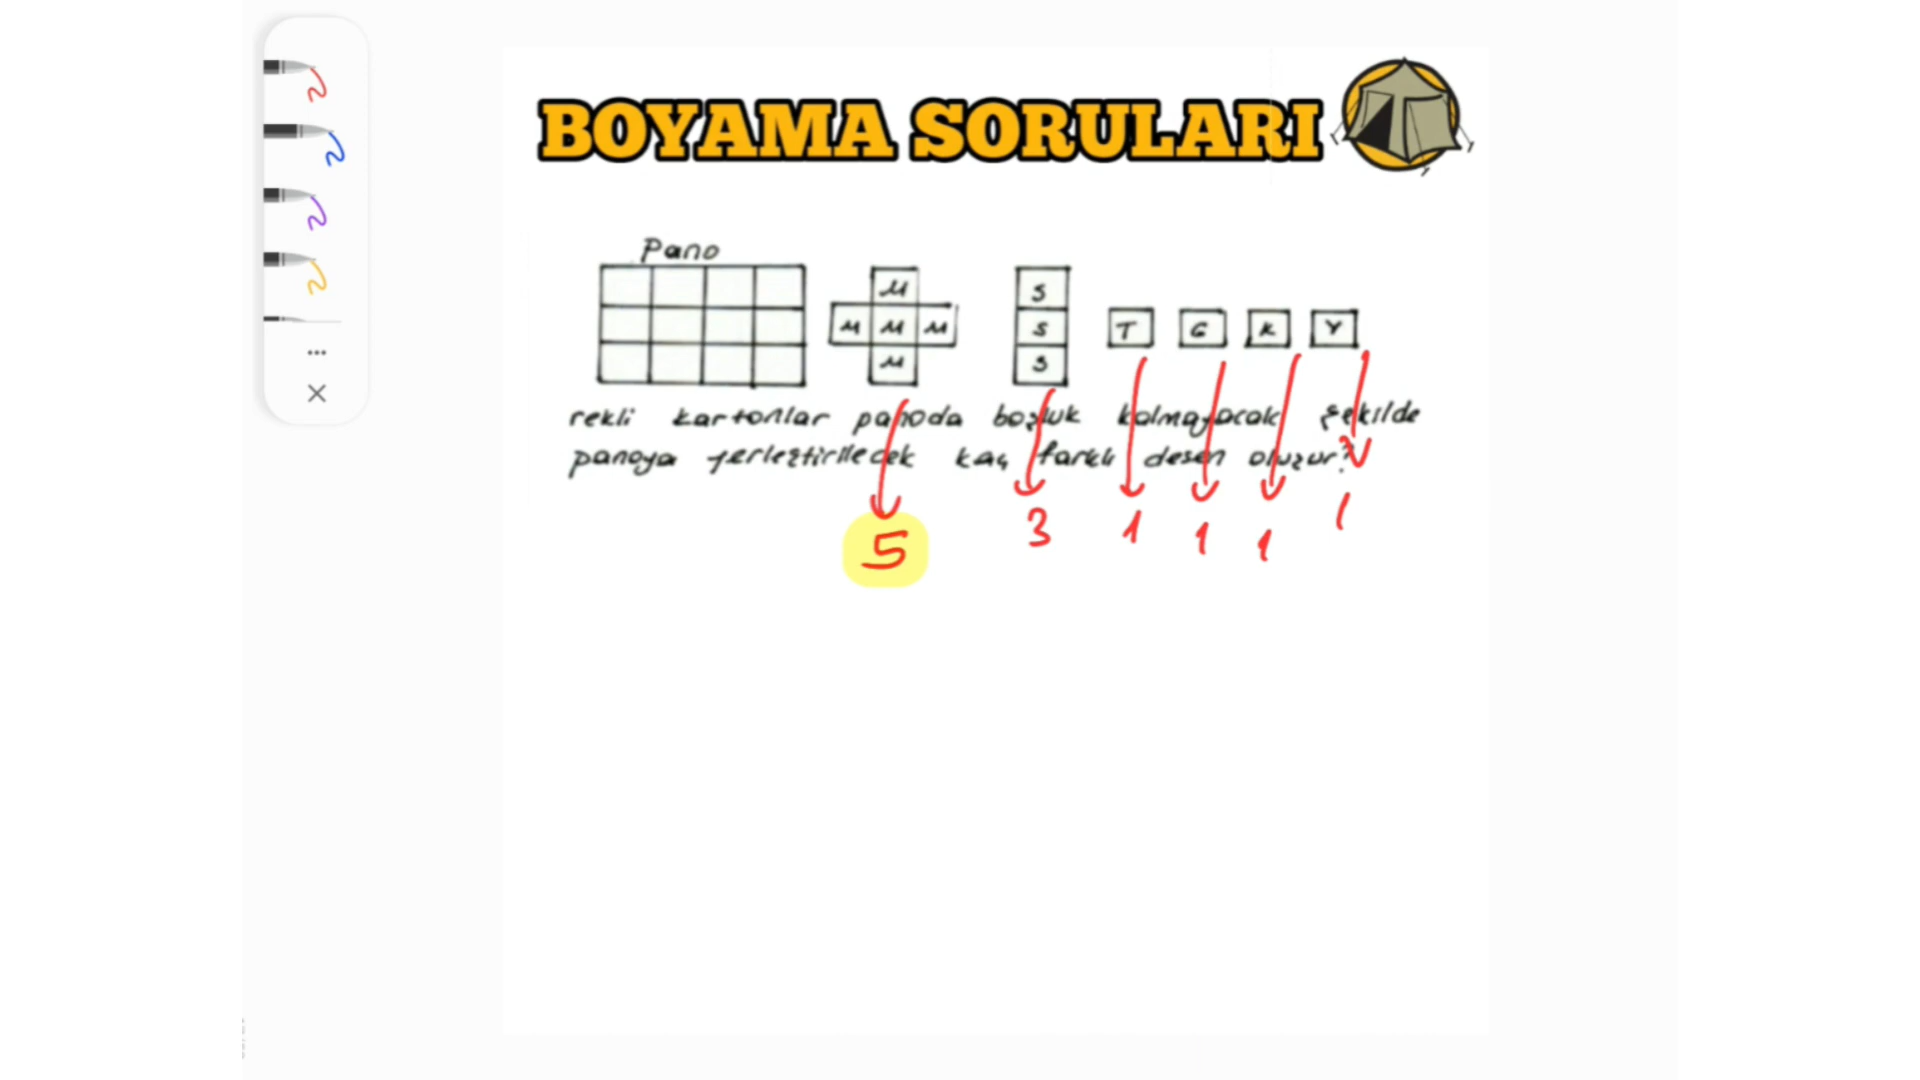 BOYAMA SORULARI
Pano
M
M M M
M
S
S
S
T G K Y
rekli kartonlar panoda boşluk kalmayacak şekilde
panoya yerleştirilecek kaç farklı desen oluşur?
5 3 1 1 1 1